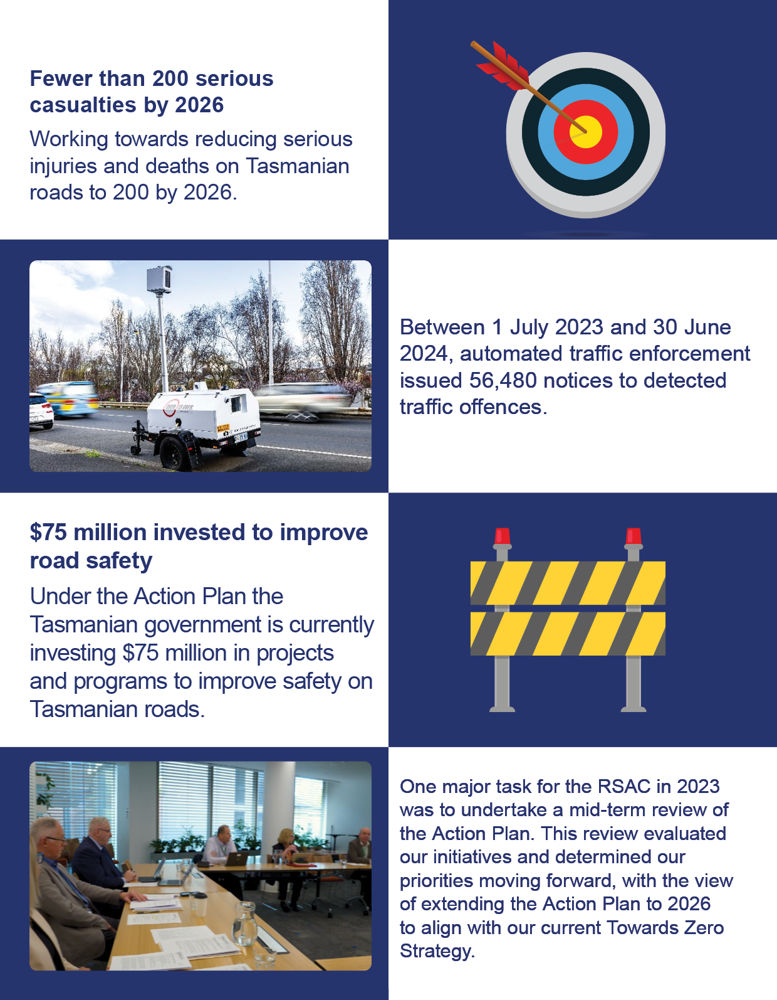 Fewer than 200 serious
casualties by 2026
Working towards reducing serious
injuries and deaths on Tasmanian
roads to 200 by 2026.
Between 1 July 2023 and 30 June
2024, automated traffic enforcement
issued 56,480 notices to detected
traffic offences.
$75 million invested to improve
road safety
Under the Action Plan the
Tasmanian government is currently
investing $75 million in projects
and programs to improve safety on
Tasmanian roads.
One major task for the RSAC in 2023
was to undertake a mid-term review of
the Action Plan. This review evaluated
our initiatives and determined our
priorities moving forward, with the view
of extending the Action Plan to 2026
to align with our current Towards Zero
Strategy.